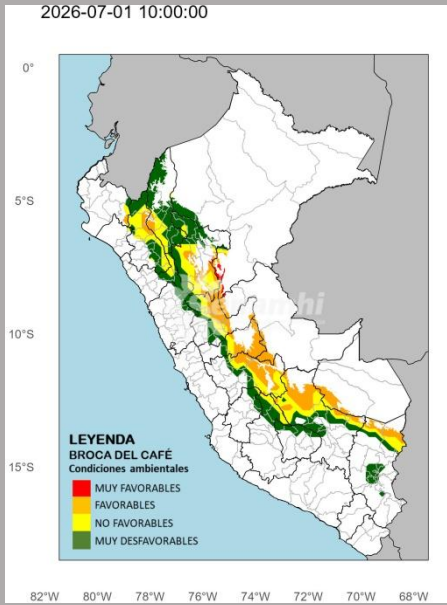 2026-07-01 10:00:00
0°
5°S
10°S
15°S
senamhi
LEYENDA
BROCA DEL CAFÉ
Condiciones ambientales
MUY FAVORABLES
FAVORABLES
NO FAVORABLES
MUY DESFAVORABLES
82°W 80°W 78°W 76°W 74°W 72°W 70°W 68°W